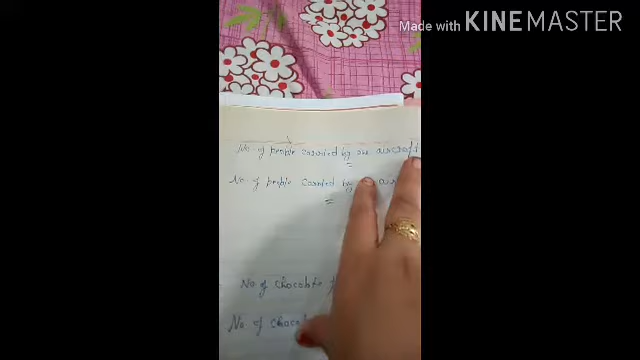 Made with KINEMASTER
No of people carried by one aircraft
=
No of people carried by
=
No of chocolate
No of